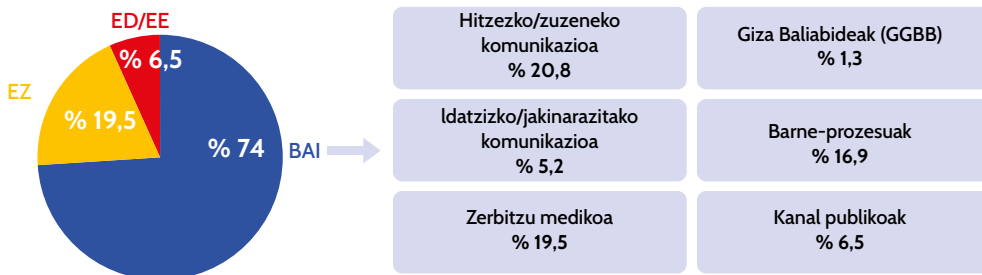 ED/EE
% 6,5
EZ
% 19,5
% 74
BAI
Hitzezko/zuzeneko
komunikazioa
% 20,8
Giza Baliabideak (GGBB)
% 1,3
Idatzizko/jakinarazitako
komunikazioa
% 5,2
Barne-prozesuak
% 16,9
Zerbitzu medikoa
% 19,5
Kanal publikoak
% 6,5